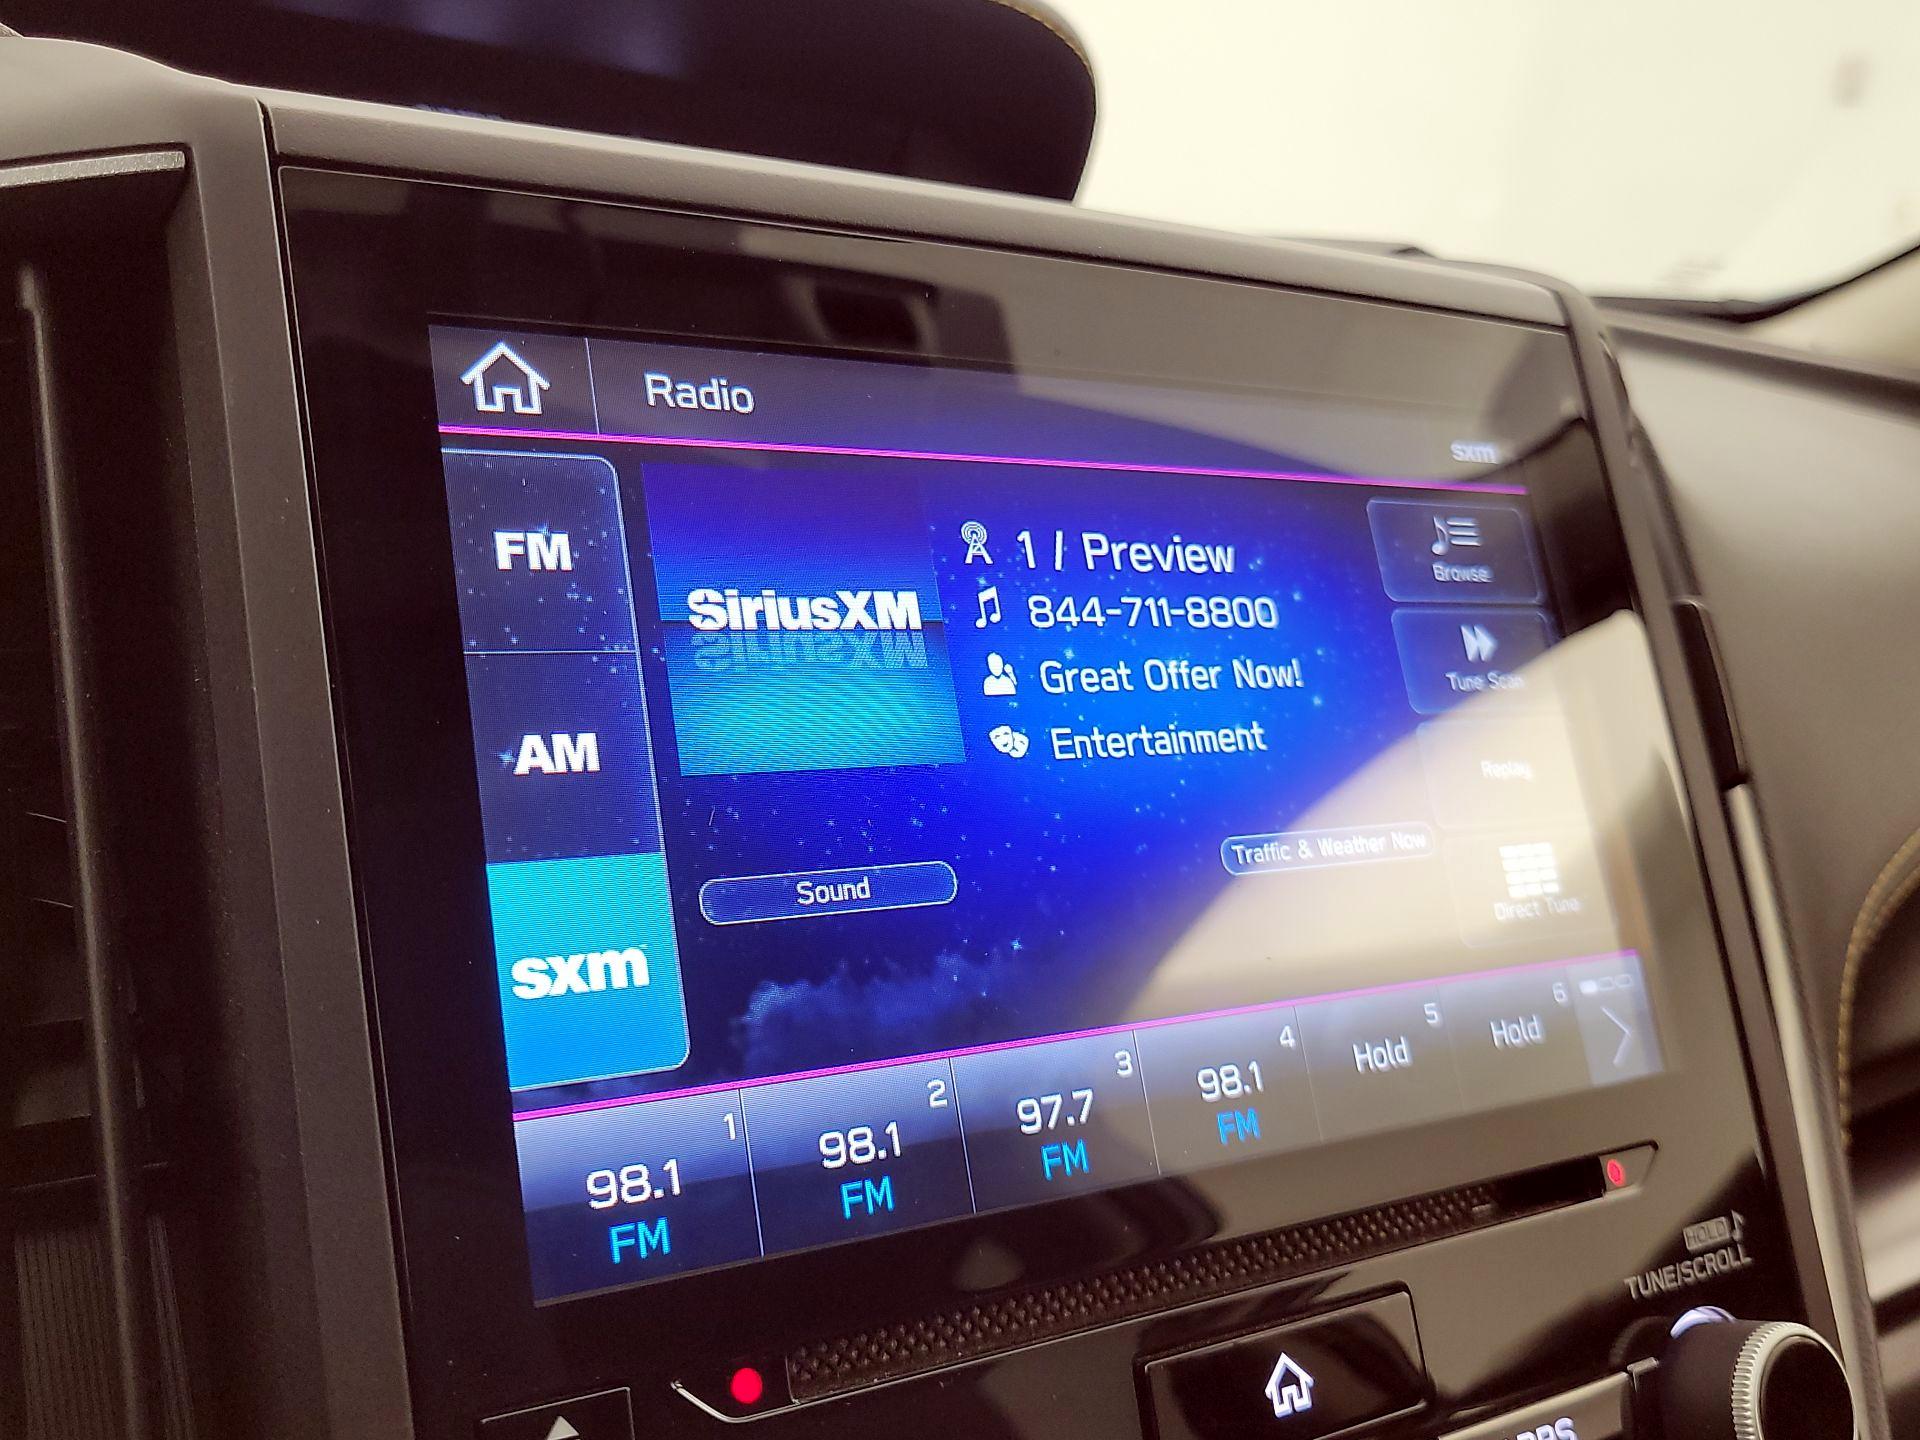 Radio
sxm
FM
AM
sxm
SiriusXM
1 / Preview
844-711-8800
Great Offer Now!
Entertainment
Browse
Tune Scan
Replay
Direct Tune
Sound
Traffic & Weather Now
1
98.1
FM
2
98.1
FM
3
97.7
FM
4
98.1
FM
5
Hold
6
Hold
HOLD
TUNE/SCROLL